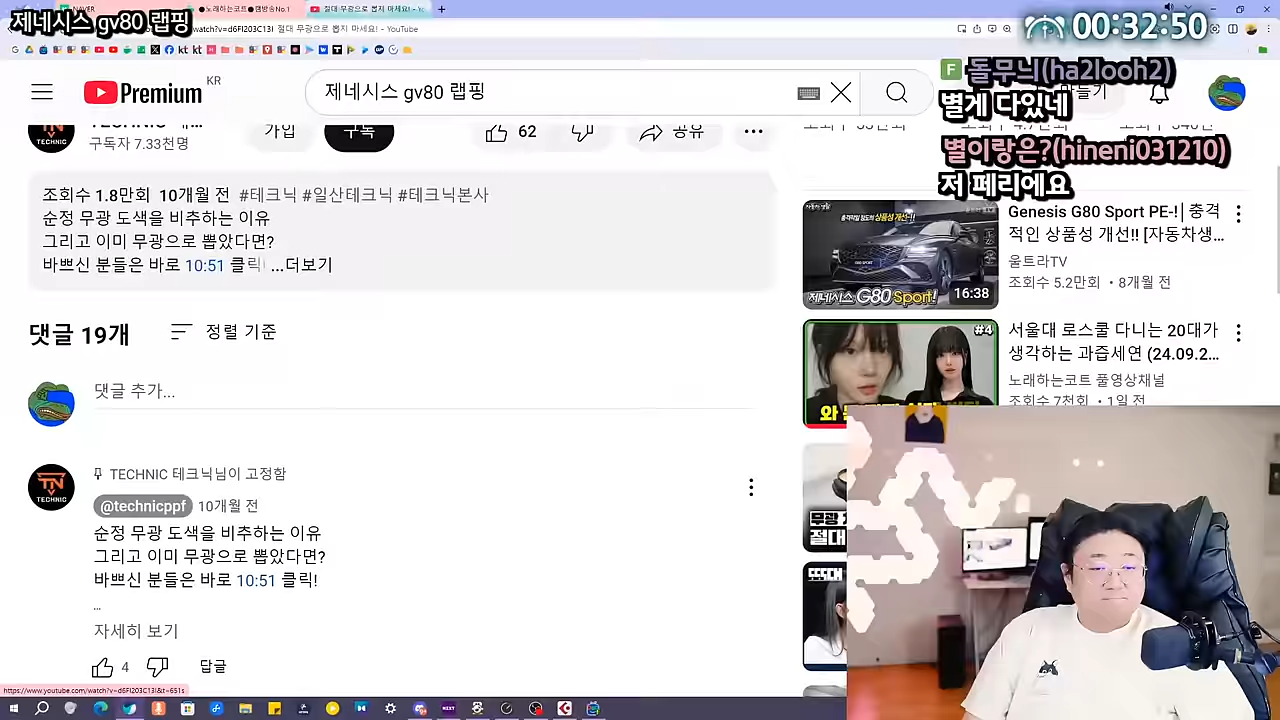 제네시스 gv80 랩핑
00:32:50
YouTube Premium KR
제네시스 gv80 랩핑
F 돌무늬(ha2looh2)
별게 다있네
별이랑은?(hineni031210)
저 페리에요
구독자 7.33천명
가입
구독
62
공유
조회수 1.8만회 10개월 전 #테크닉 #일산테크닉 #테크닉본사
순정 무광 도색을 비추하는 이유
그리고 이미 무광으로 뽑았다면?
바쁘신 분들은 바로 10:51 클릭! ...더보기
댓글 19개
정렬 기준
댓글 추가...
TECHNIC 테크닉님이 고정함
@technicppf 10개월 전
순정 무광 도색을 비추하는 이유
그리고 이미 무광으로 뽑았다면?
바쁘신 분들은 바로 10:51 클릭!
...
자세히 보기
4
답글
https://www.youtube.com/watch?v=d6FI203C13I&t=651s
제네시스 G80 Sport!
16:38
Genesis G80 Sport PE-!│충격
적인 상품성 개선!! [자동차생...
울트라TV
조회수 5.2만회 · 8개월 전
#4
서울대 로스쿨 다니는 20대가
생각하는 과즙세연 (24.09.2...
노래하는코트 풀영상채널
조회수 7천회 · 1일 전